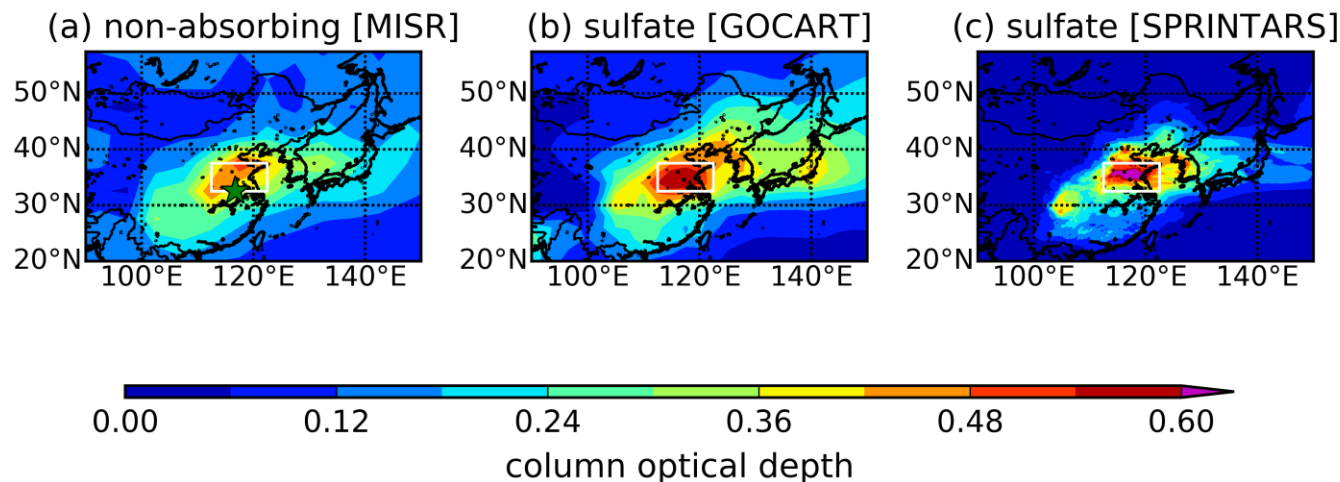 (a) non-absorbing [MISR] (b) sulfate [GOCART] (c) sulfate [SPRINTARS]
50°N 50°N 50°N
40°N 40°N 40°N
30°N 30°N 30°N
20°N 20°N 20°N
100°E 120°E 140°E 100°E 120°E 140°E 100°E 120°E 140°E
0.00 0.12 0.24 0.36 0.48 0.60
column optical depth